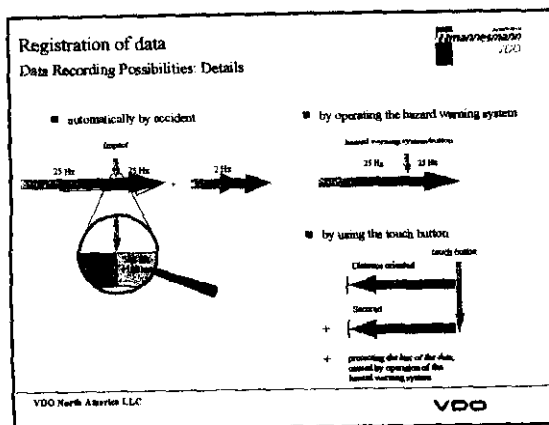 Registration of data
Data Recording Possibilities: Details
mannesmann
VDO
■ automatically by accident
Impact
25 Hz
25 Hz
+
2 Hz
■ by operating the hazard warning system
hazard warning system button
25 Hz
25 Hz
■ by using the touch button
touch button
Distance oriented
Second
+
+ protecting the loss of the data,
caused by operation of the
hazard warning system
VDO North America LLC
VDO